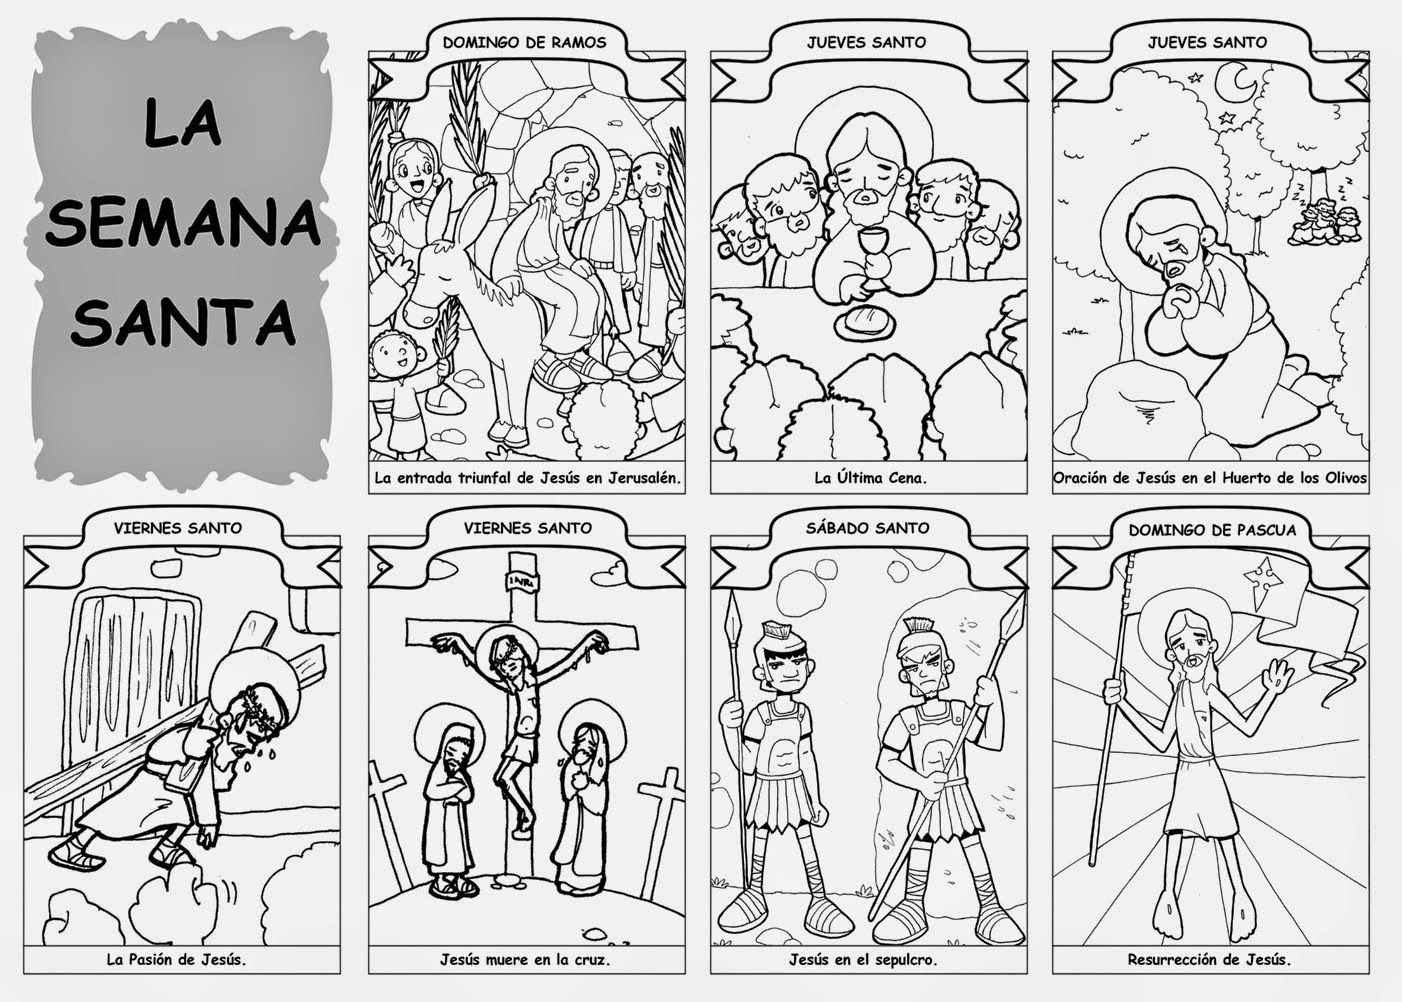 LA
SEMANA
SANTA
DOMINGO DE RAMOS
La entrada triunfal de Jesús en Jerusalén.
JUEVES SANTO
La Última Cena.
JUEVES SANTO
z
z
z
z
z
Oración de Jesús en el Huerto de los Olivos
VIERNES SANTO
La Pasión de Jesús.
VIERNES SANTO
INRI
Jesús muere en la cruz.
SÁBADO SANTO
Jesús en el sepulcro.
DOMINGO DE PASCUA
Resurrección de Jesús.